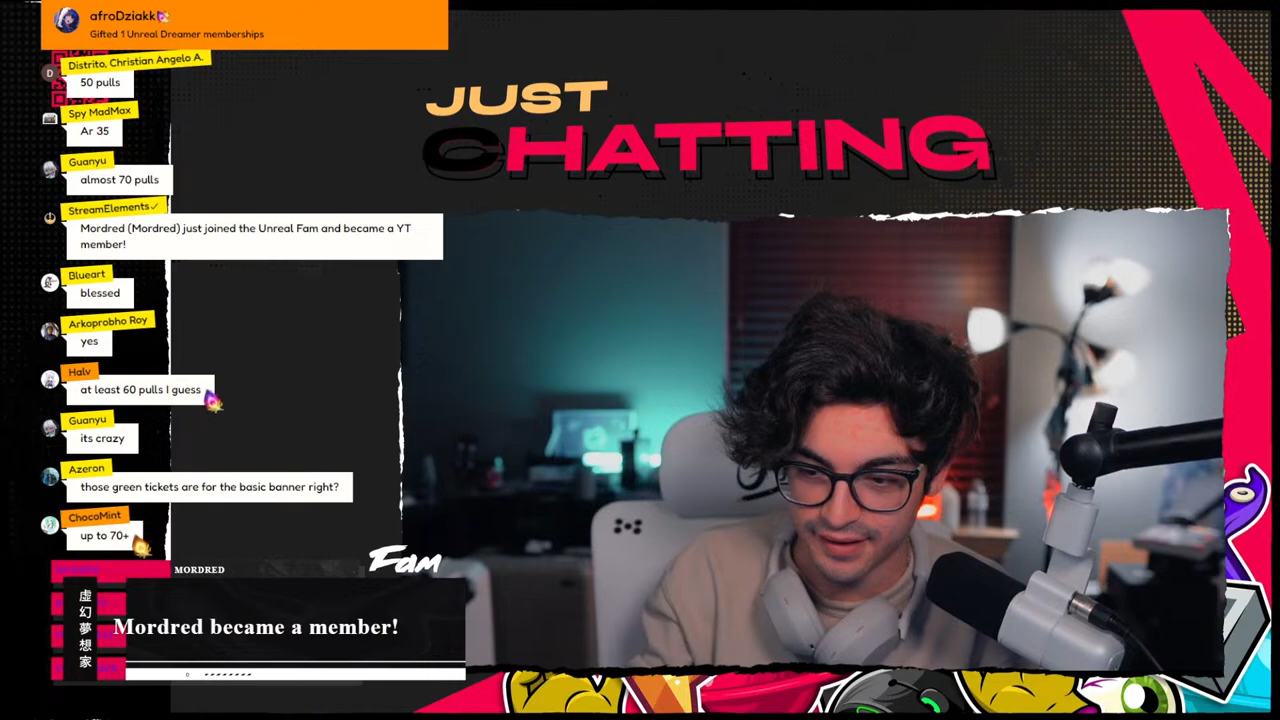 afroDziakk
Gifted 1 Unreal Dreamer memberships
Distrito, Christian Angelo A.
D
50 pulls
Spy MadMax
Ar 35
Guanyu
almost 70 pulls
StreamElements✓
Mordred (Mordred) just joined the Unreal Fam and became a YT
member!
Blueart
blessed
Arkoprobho Roy
yes
Halv
at least 60 pulls I guess
Guanyu
its crazy
Azeron
those green tickets are for the basic banner right?
ChocoMint
up to 70+
JUST
CHATTING
MORDRED
Fam
虛幻夢想家
Mordred became a member!
0